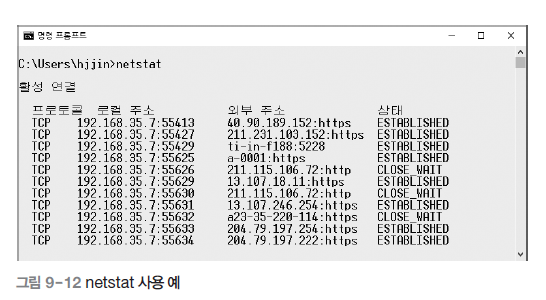 명령 프롬프트
C:\Users\hjjin>netstat
활성 연결
프로토콜 로컬 주소 외부 주소 상태
TCP 192.168.35.7:55413 40.90.189.152:https ESTABLISHED
TCP 192.168.35.7:55427 211.231.103.152:https ESTABLISHED
TCP 192.168.35.7:55429 ti-in-f188:5228 ESTABLISHED
TCP 192.168.35.7:55625 a-0001:https ESTABLISHED
TCP 192.168.35.7:55626 211.115.106.72:http CLOSE_WAIT
TCP 192.168.35.7:55629 13.107.18.11:https ESTABLISHED
TCP 192.168.35.7:55630 211.115.106.72:http CLOSE_WAIT
TCP 192.168.35.7:55631 13.107.246.254:https ESTABLISHED
TCP 192.168.35.7:55632 a23-35-220-114:https CLOSE_WAIT
TCP 192.168.35.7:55633 204.79.197.254:https ESTABLISHED
TCP 192.168.35.7:55634 204.79.197.222:https ESTABLISHED
그림 9-12 netstat 사용 예